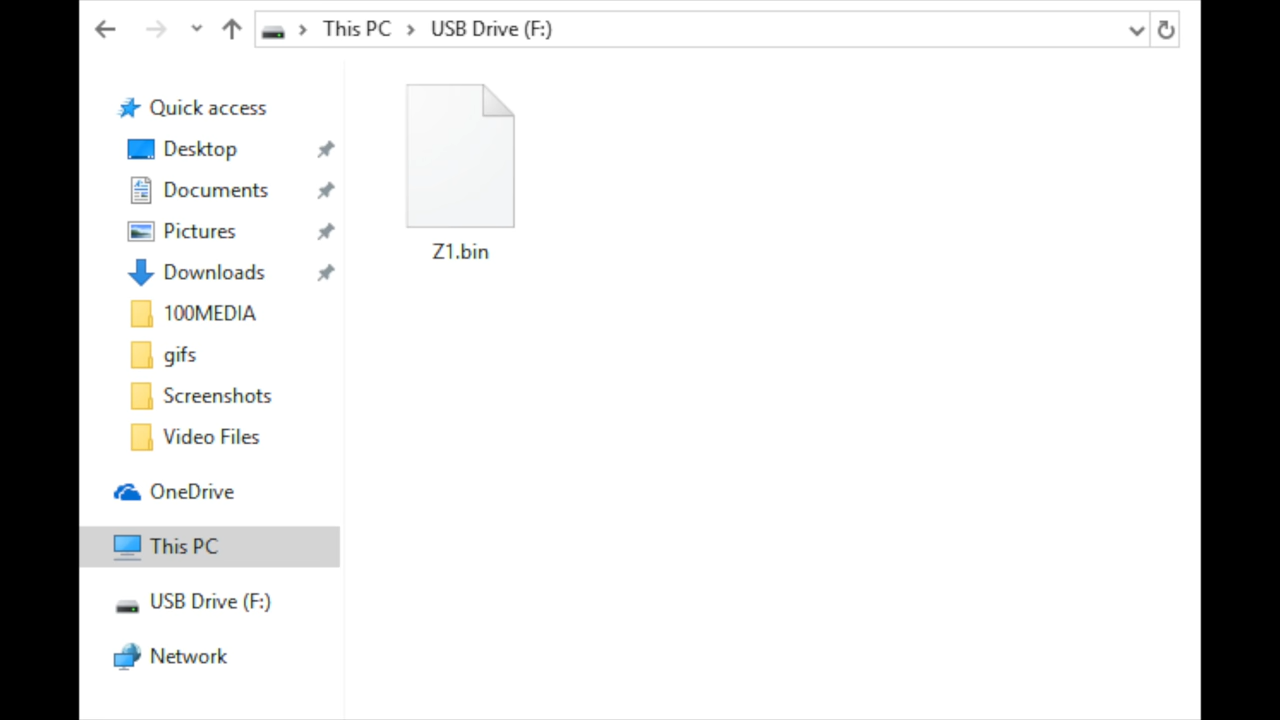 This PC > USB Drive (F:)
Quick access
Desktop
Documents
Pictures
Downloads
100MEDIA
gifs
Screenshots
Video Files
OneDrive
This PC
USB Drive (F:)
Network
Z1.bin